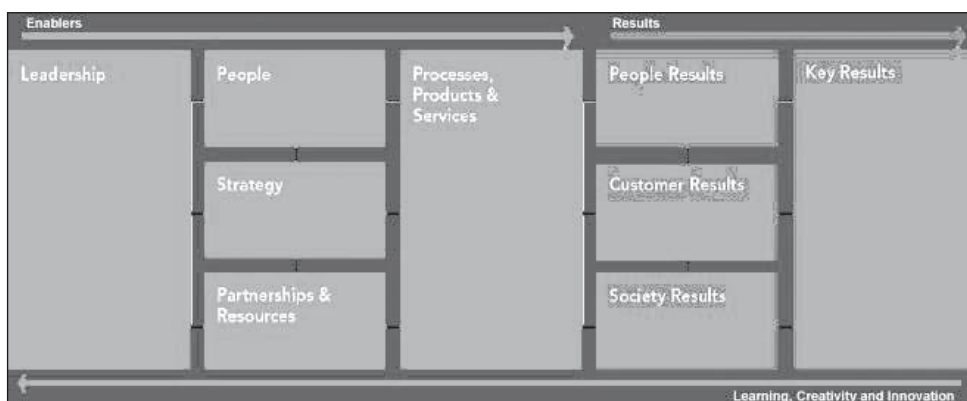 Enablers
Results
Leadership
People
Strategy
Partnerships &
Resources
Processes,
Products &
Services
People Results
Customer Results
Society Results
Key Results
Learning, Creativity and Innovation